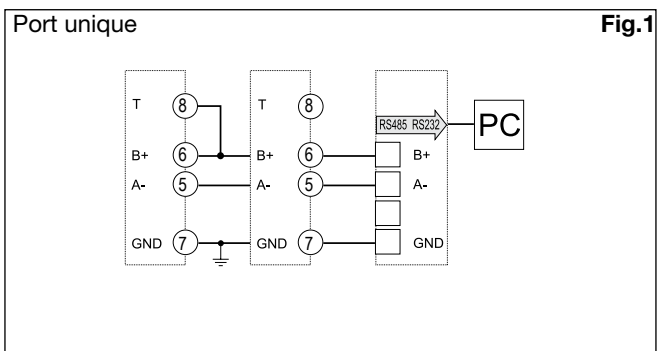 Port unique Fig.1
T 8 T 8
RS485 RS232 PC
B+ 6 B+ 6 B+
A- 5 A- 5 A-
GND 7 GND 7 GND